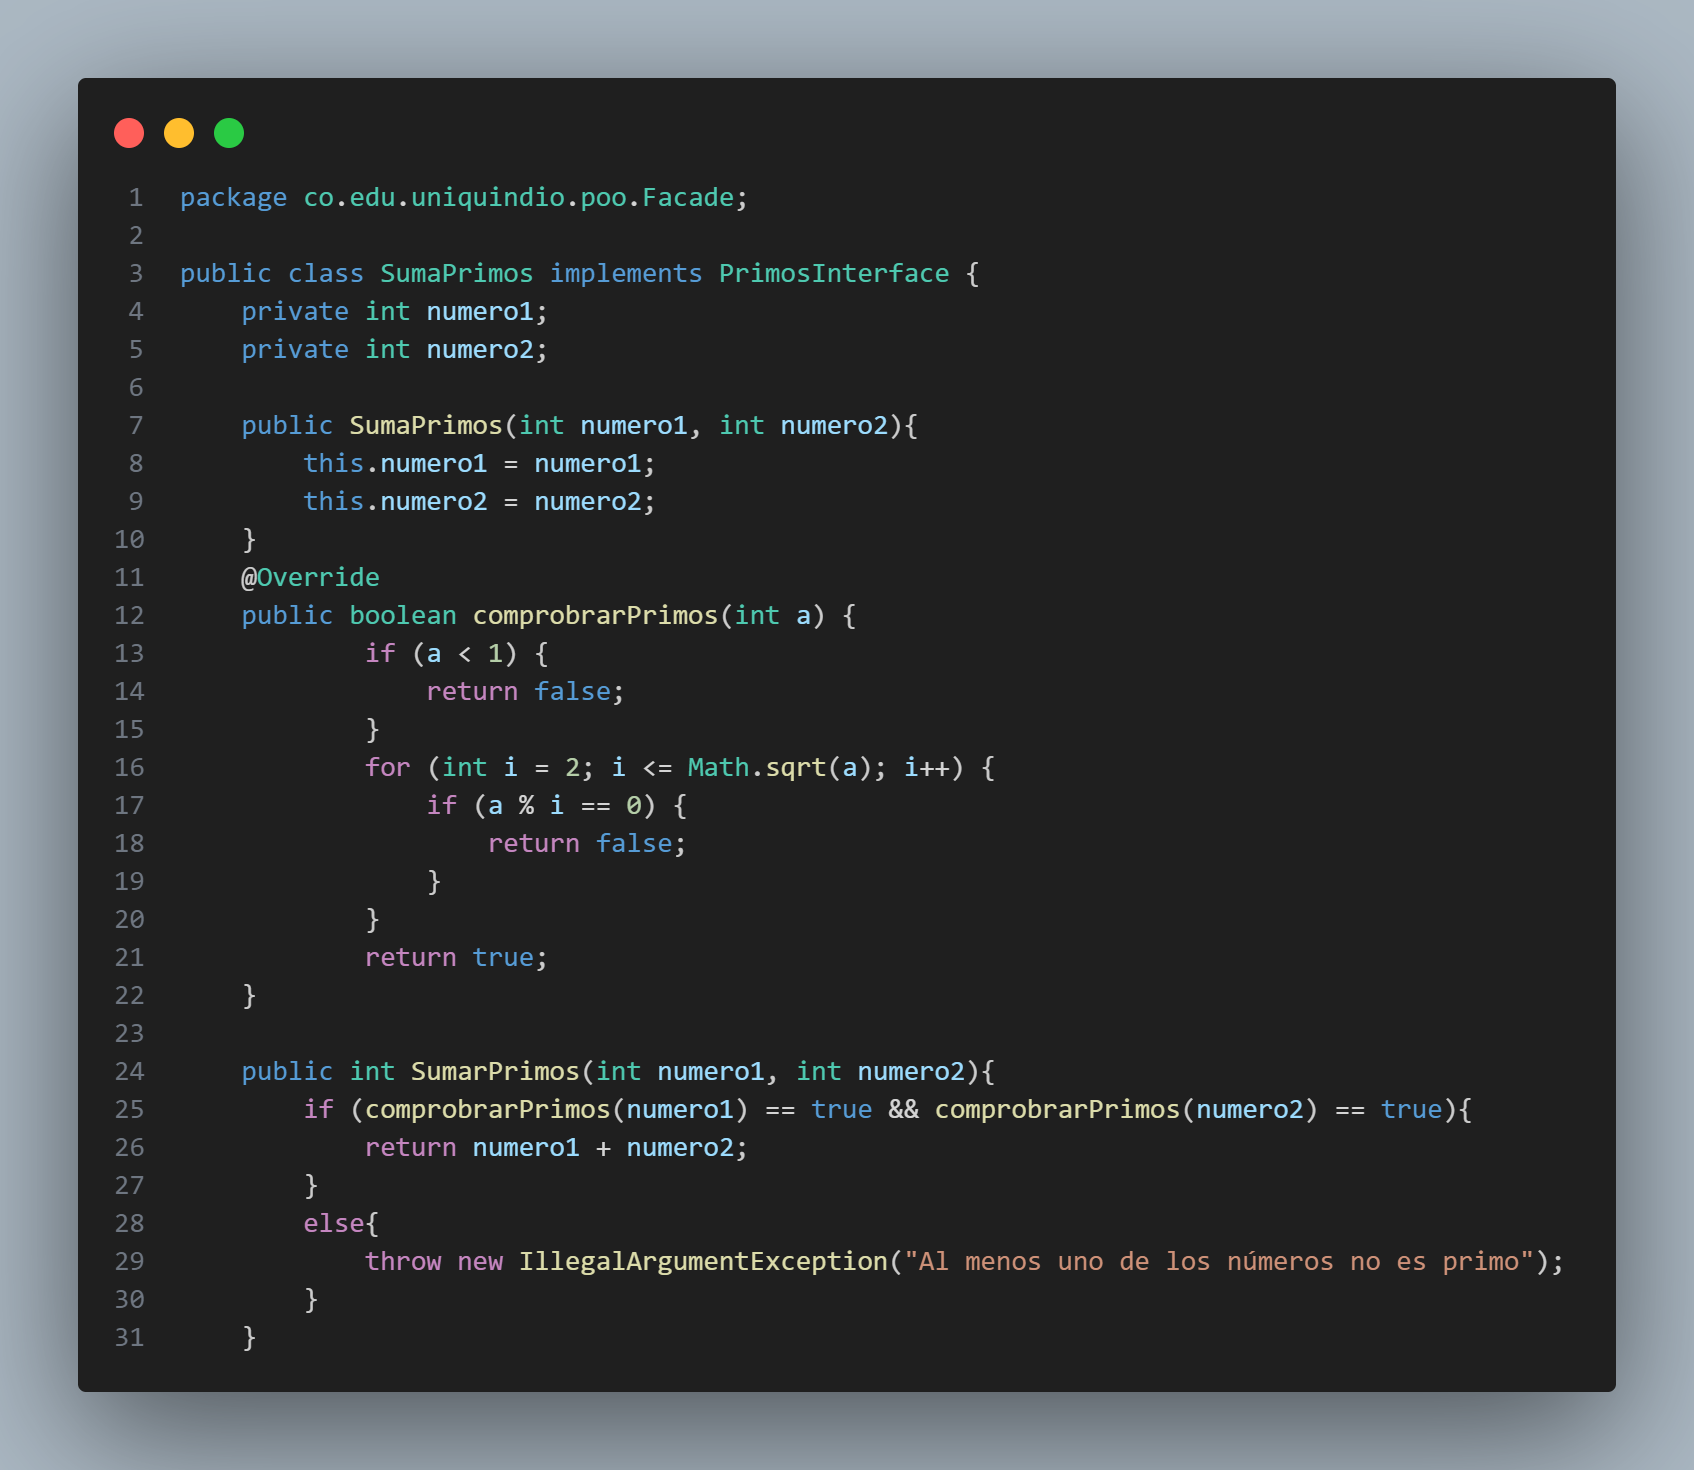 1 package co.edu.uniquindio.poo.Facade;
2
3 public class SumaPrimos implements PrimosInterface {
4     private int numero1;
5     private int numero2;
6
7     public SumaPrimos(int numero1, int numero2){
8         this.numero1 = numero1;
9         this.numero2 = numero2;
10     }
11     @Override
12     public boolean comprobrarPrimos(int a) {
13             if (a < 1) {
14                 return false;
15             }
16             for (int i = 2; i <= Math.sqrt(a); i++) {
17                 if (a % i == 0) {
18                     return false;
19                 }
20             }
21             return true;
22     }
23
24     public int SumarPrimos(int numero1, int numero2){
25         if (comprobrarPrimos(numero1) == true && comprobrarPrimos(numero2) == true){
26             return numero1 + numero2;
27         }
28         else{
29             throw new IllegalArgumentException("Al menos uno de los números no es primo");
30         }
31     }